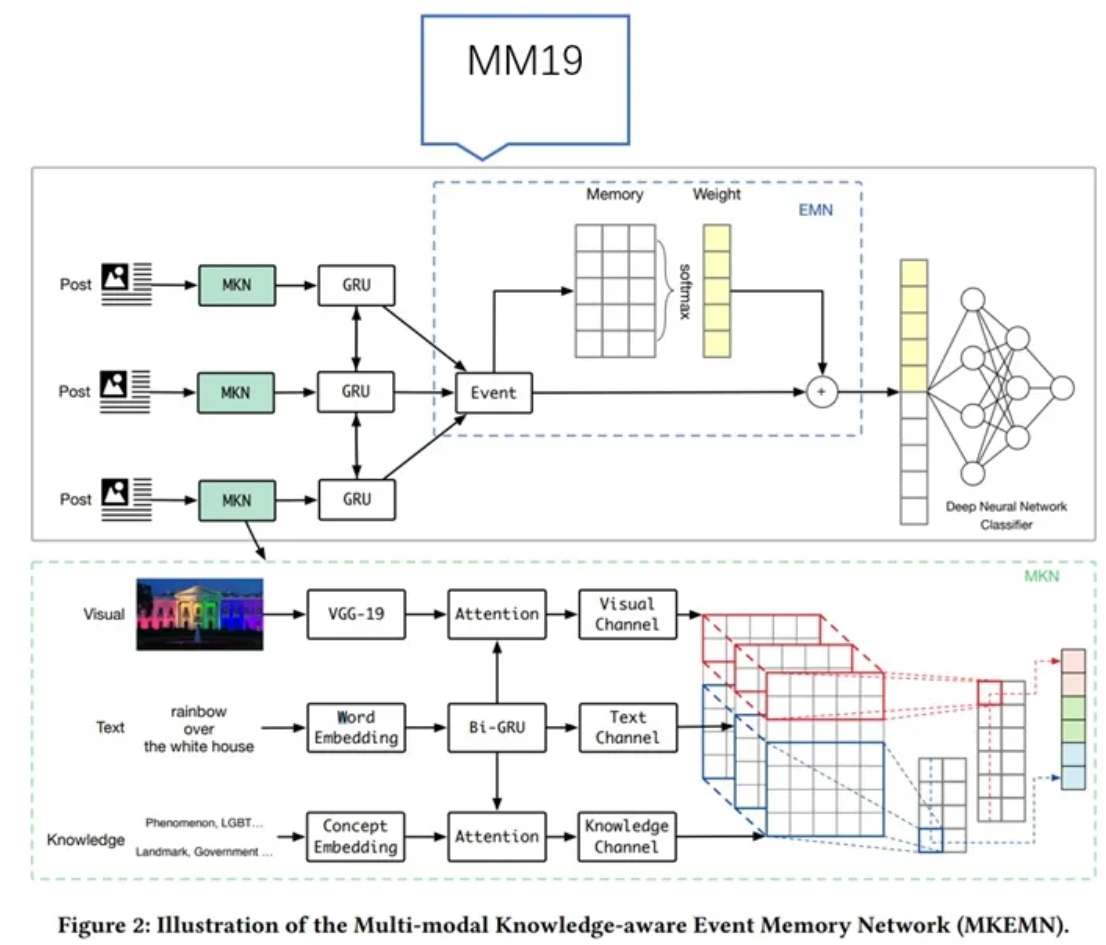 MM19
Memory
Weight
EMN
softmax
Post
MKN
GRU
Post
MKN
GRU
Event
+
Post
MKN
GRU
Deep Neural Network
Classifier
MKN
Visual
VGG-19
Attention
Visual
Channel
Text
rainbow
over
the white house
Word
Embedding
Bi-GRU
Text
Channel
Knowledge
Phenomenon, LGBT...
Landmark, Government ...
Concept
Embedding
Attention
Knowledge
Channel
Figure 2: Illustration of the Multi-modal Knowledge-aware Event Memory Network (MKEMN).